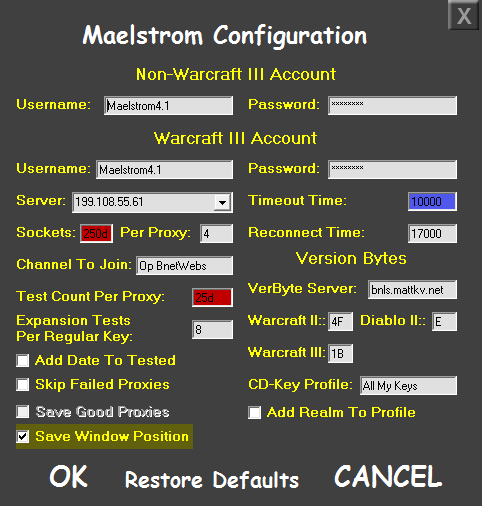 X
Maelstrom Configuration
Non-Warcraft III Account
Username: Maelstrom4.1 Password: ********
Warcraft III Account
Username: Maelstrom4.1 Password: ********
Server: 199.108.55.61 Timeout Time: 10000
Sockets: 250d Per Proxy: 4 Reconnect Time: 17000
Channel To Join: Op BnetWebs Version Bytes
Test Count Per Proxy: 25d VerByte Server: bnls.mattkv.net
Expansion Tests
Per Regular Key: 8 Warcraft II:: 4F Diablo II:: E
Add Date To Tested Warcraft III: 1B
Skip Failed Proxies CD-Key Profile: All My Keys
Save Good Proxies Add Realm To Profile
Save Window Position
OK Restore Defaults CANCEL